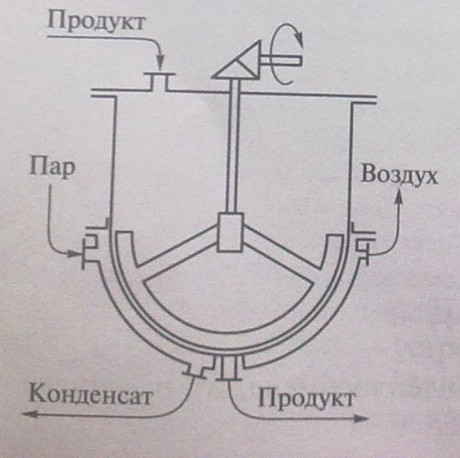 Продукт
Пар
Воздух
Конденсат
Продукт